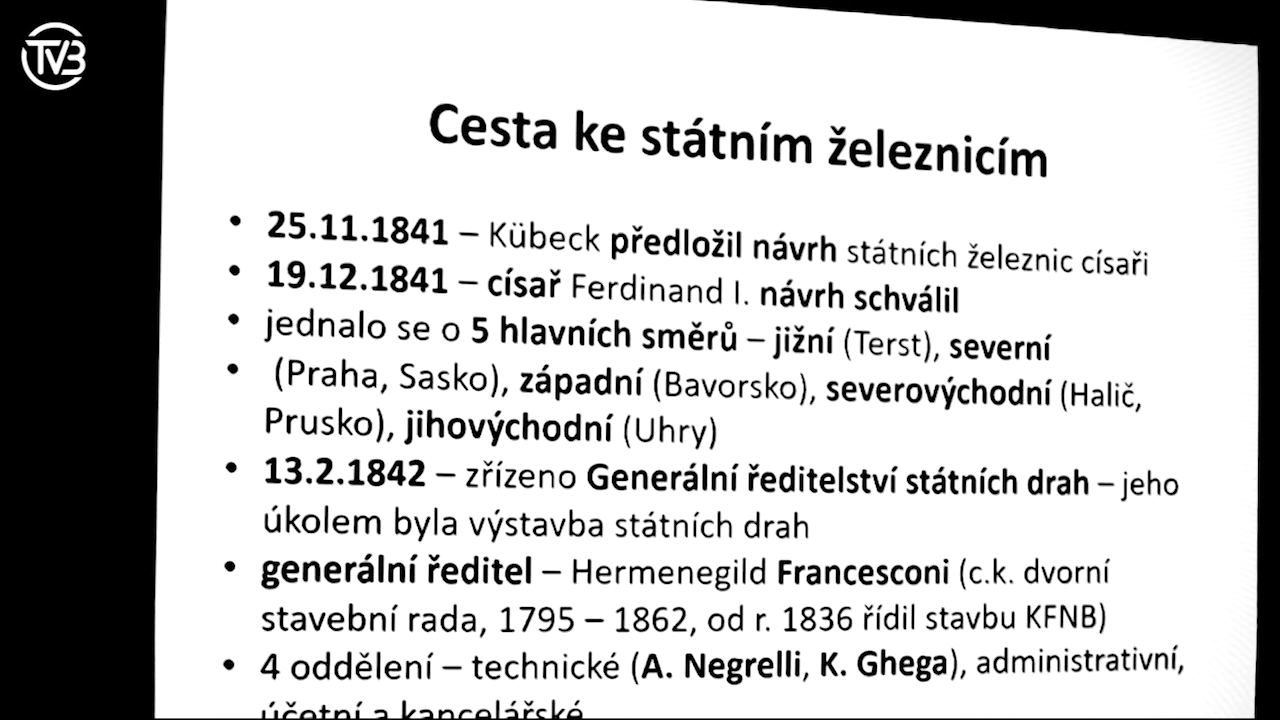 TVB
Cesta ke státním železnicím
• 25.11.1841 – Kübeck předložil návrh státních železnic císaři
• 19.12.1841 – císař Ferdinand I. návrh schválil
• jednalo se o 5 hlavních směrů – jižní (Terst), severní
• (Praha, Sasko), západní (Bavorsko), severovýchodní (Halič,
Prusko), jihovýchodní (Uhry)
• 13.2.1842 – zřízeno Generální ředitelství státních drah – jeho
úkolem byla výstavba státních drah
• generální ředitel – Hermenegild Francesconi (c.k. dvorní
stavební rada, 1795 – 1862, od r. 1836 řídil stavbu KFNB)
• 4 oddělení – technické (A. Negrelli, K. Ghega), administrativní,
účetní a kancelářské